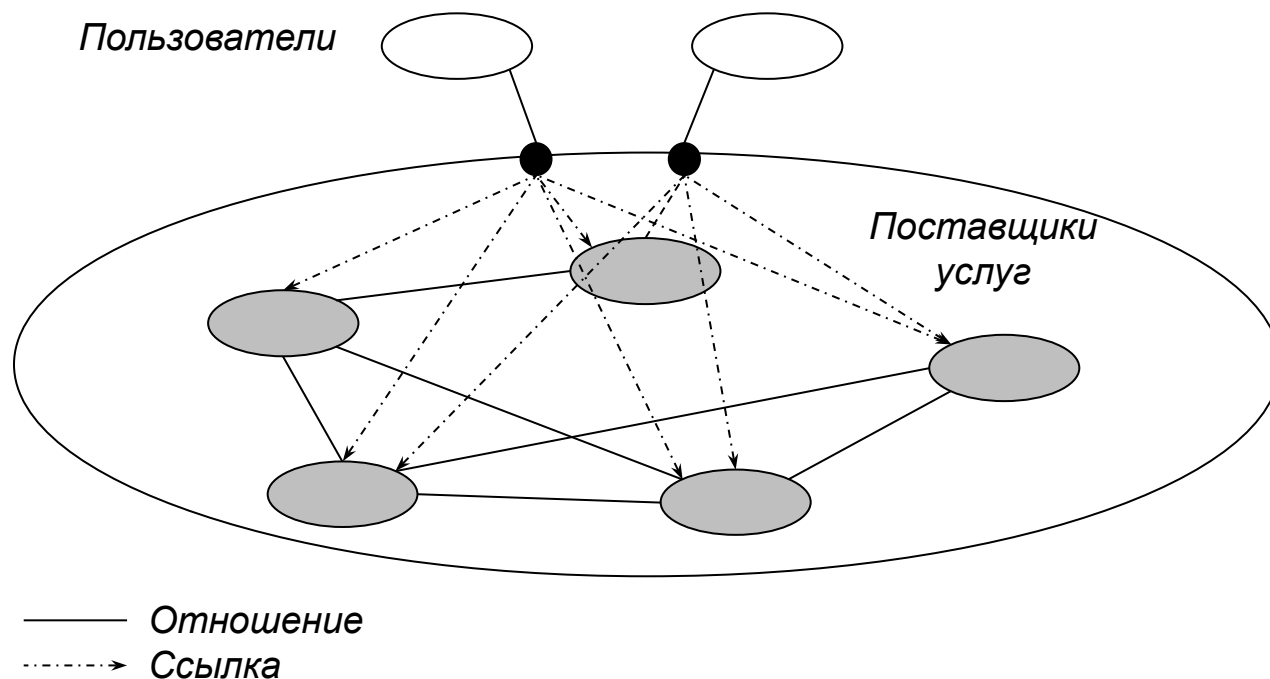 Пользователи
Поставщики
услуг
Отношение
Ссылка